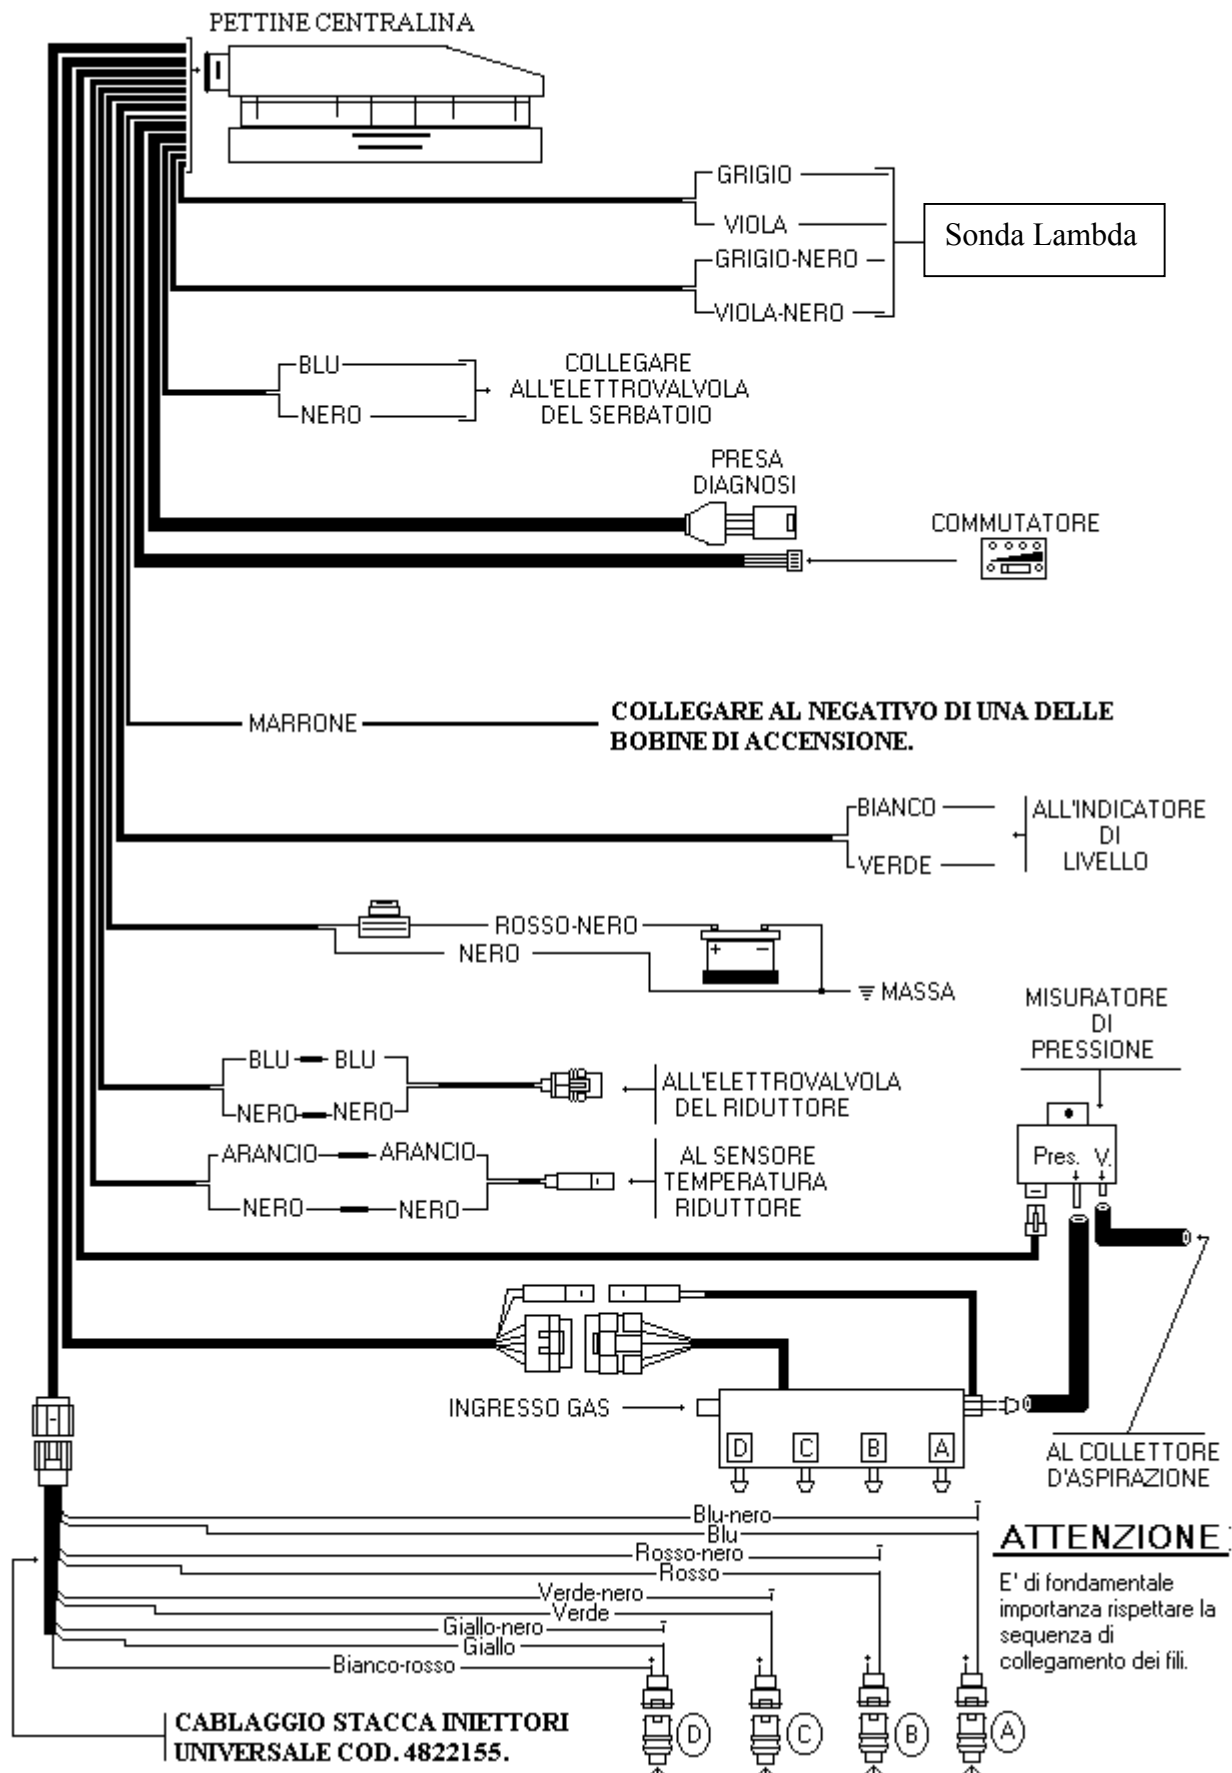 PETTINE CENTRALINA
GRIGIO
VIOLA
GRIGIO-NERO
VIOLA-NERO
Sonda Lambda
BLU
NERO
COLLEGARE
ALL'ELETTROVALVOLA
DEL SERBATOIO
PRESA
DIAGNOSI
COMMUTATORE
MARRONE
COLLEGARE AL NEGATIVO DI UNA DELLE
BOBINE DI ACCENSIONE.
BIANCO
VERDE
ALL'INDICATORE
DI
LIVELLO
ROSSO-NERO
NERO
+ −
MASSA
MISURATORE
DI
PRESSIONE
BLU BLU
NERO NERO
ALL'ELETTROVALVOLA
DEL RIDUTTORE
ARANCIO ARANCIO
NERO NERO
AL SENSORE
TEMPERATURA
RIDUTTORE
Pres. V.
INGRESSO GAS
D C B A
AL COLLETTORE
D'ASPIRAZIONE
Blu-nero
Blu
Rosso-nero
Rosso
Verde-nero
Verde
Giallo-nero
Giallo
Bianco-rosso
ATTENZIONE:
E' di fondamentale
importanza rispettare la
sequenza di
collegamento dei fili.
CABLAGGIO STACCA INIETTORI
UNIVERSALE COD. 4822155.
D C B A